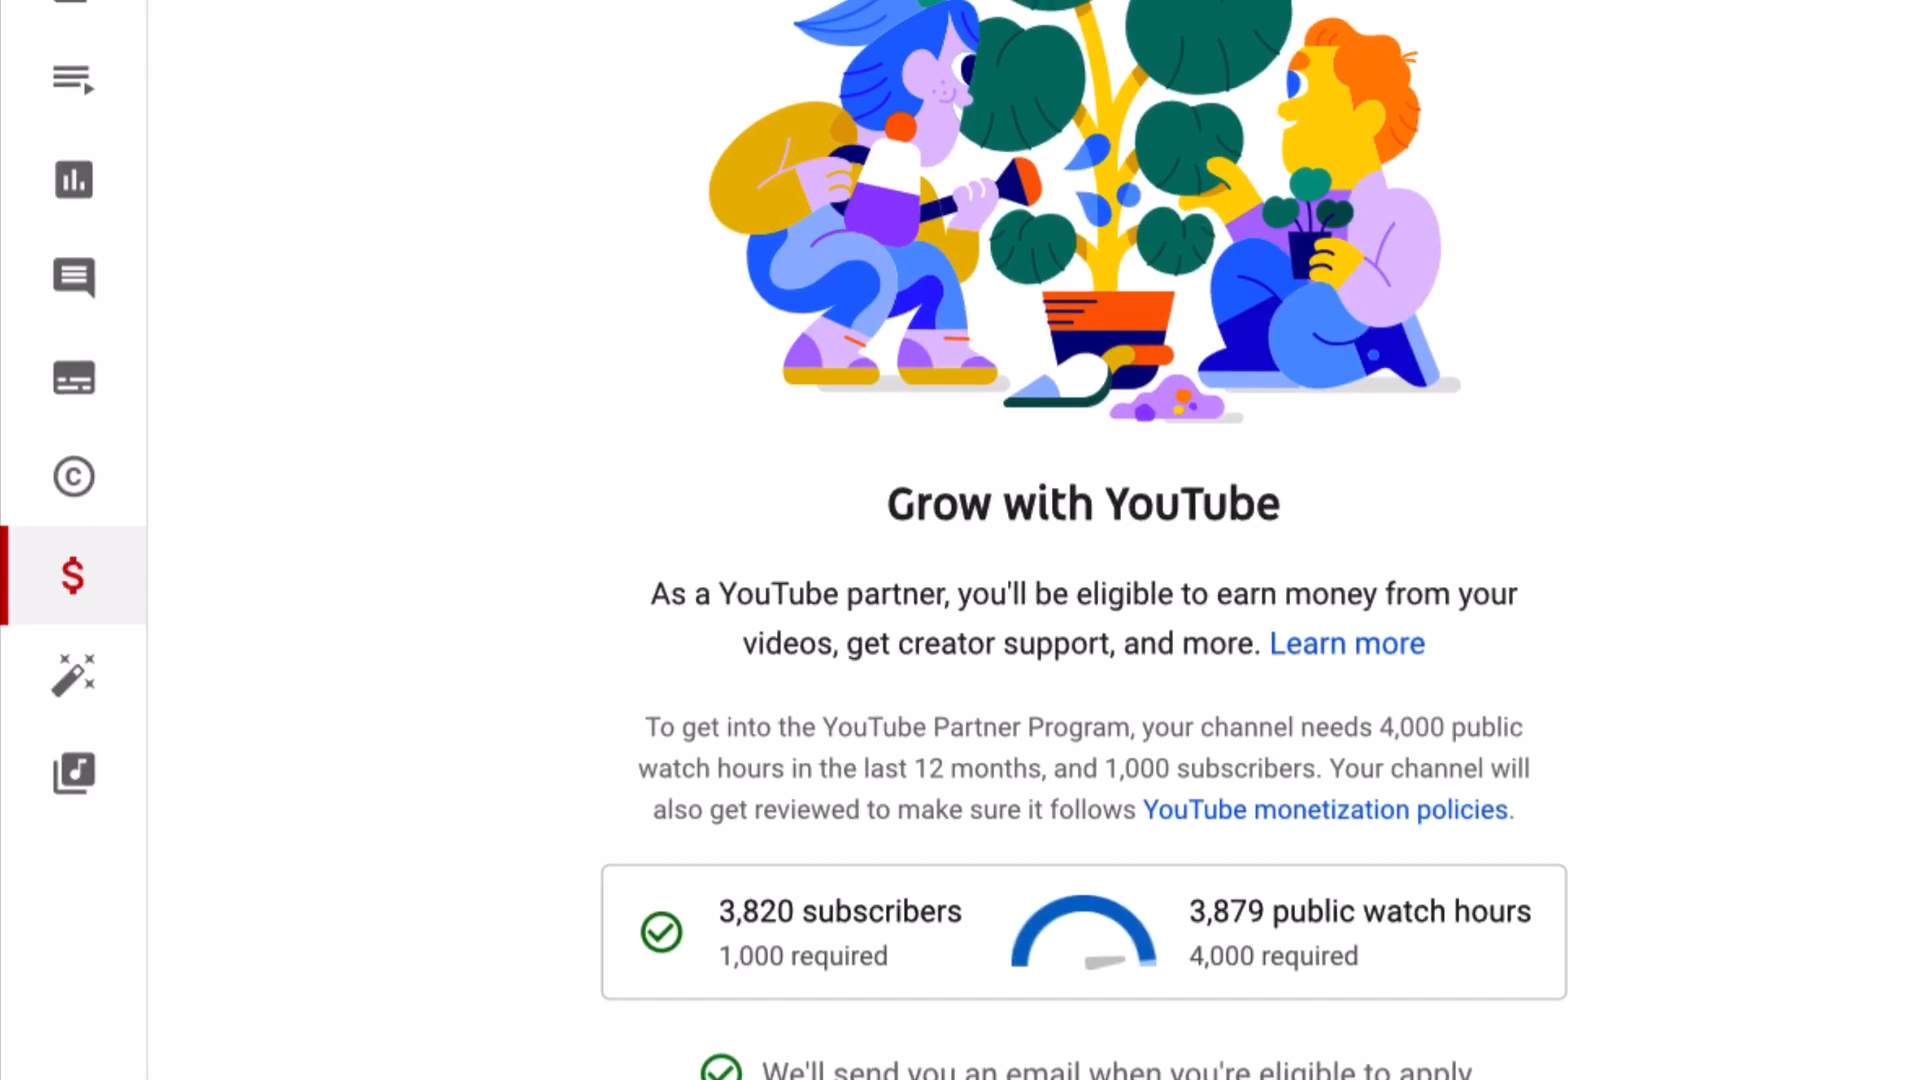 Grow with YouTube
As a YouTube partner, you'll be eligible to earn money from your
videos, get creator support, and more. Learn more
To get into the YouTube Partner Program, your channel needs 4,000 public
watch hours in the last 12 months, and 1,000 subscribers. Your channel will
also get reviewed to make sure it follows YouTube monetization policies.
3,820 subscribers
1,000 required
3,879 public watch hours
4,000 required
We'll send you an email when you're eligible to apply